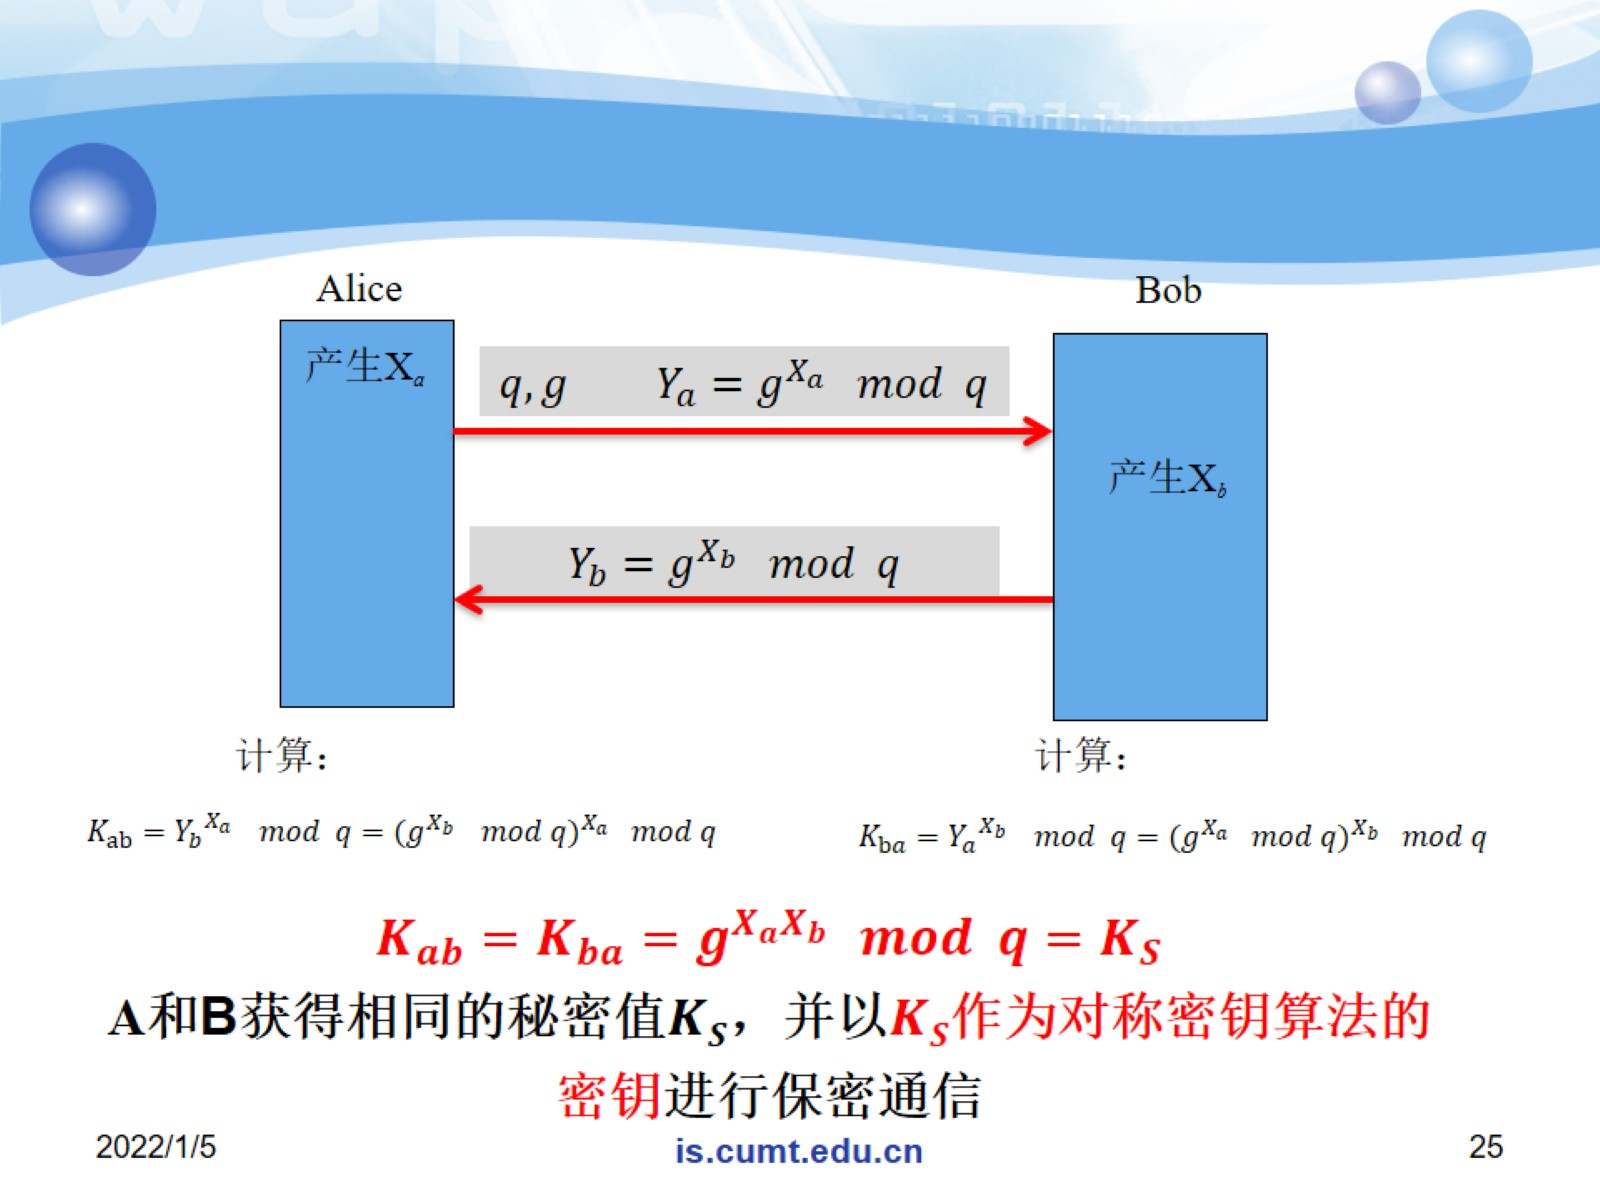 Alice
Bob
产生Xa
q, g Ya = g^Xa mod q
产生Xb
Yb = g^Xb mod q
计算：
计算：
Kab = Yb^Xa mod q = (g^Xb mod q)^Xa mod q
Kba = Ya^Xb mod q = (g^Xa mod q)^Xb mod q
Kab = Kba = g^XaXb mod q = KS
A和B获得相同的秘密值KS，并以KS作为对称密钥算法的
密钥进行保密通信
2022/1/5
is.cumt.edu.cn
25